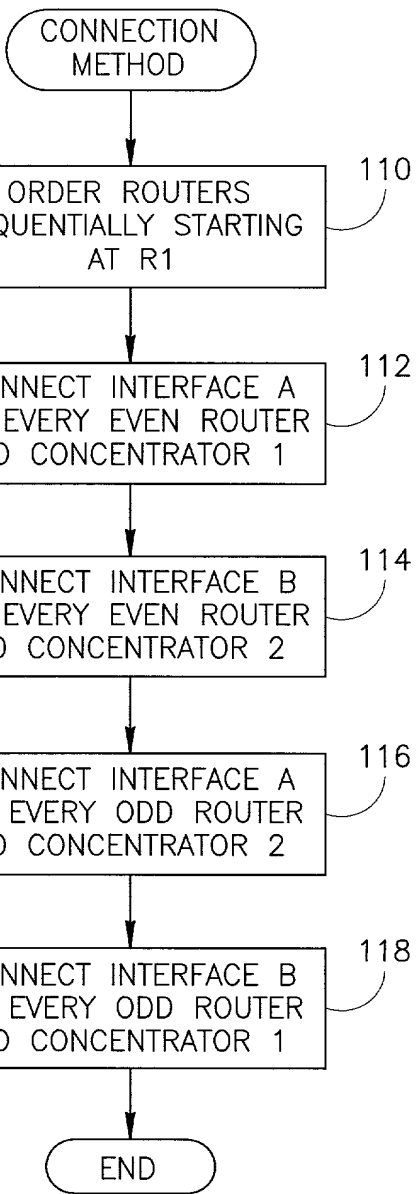 CONNECTION
METHOD
110
ORDER ROUTERS
QUENTIALLY STARTING
AT R1
112
NNECT INTERFACE A
EVERY EVEN ROUTER
CONCENTRATOR 1
114
NNECT INTERFACE B
EVERY EVEN ROUTER
CONCENTRATOR 2
116
NNECT INTERFACE A
EVERY ODD ROUTER
CONCENTRATOR 2
118
NNECT INTERFACE B
EVERY ODD ROUTER
CONCENTRATOR 1
END